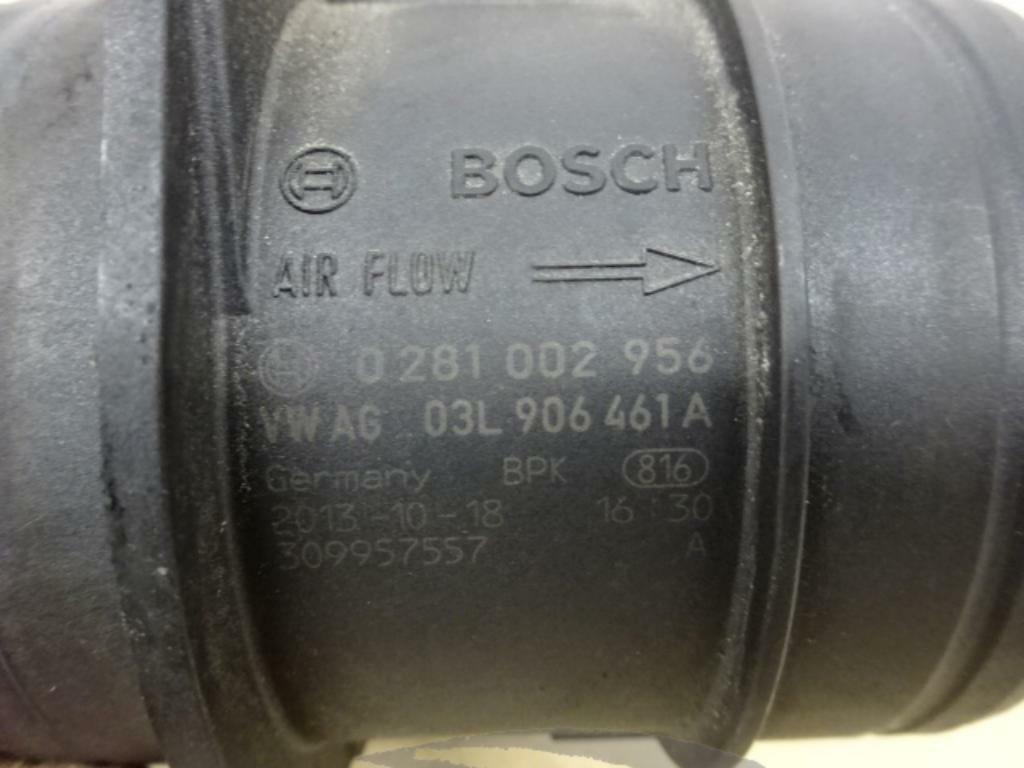 BOSCH
AIR FLOW
0 281 002 956
VW AG 03L 906 461 A
Germany BPK 816
2013-10-18 16 30
309957557 A